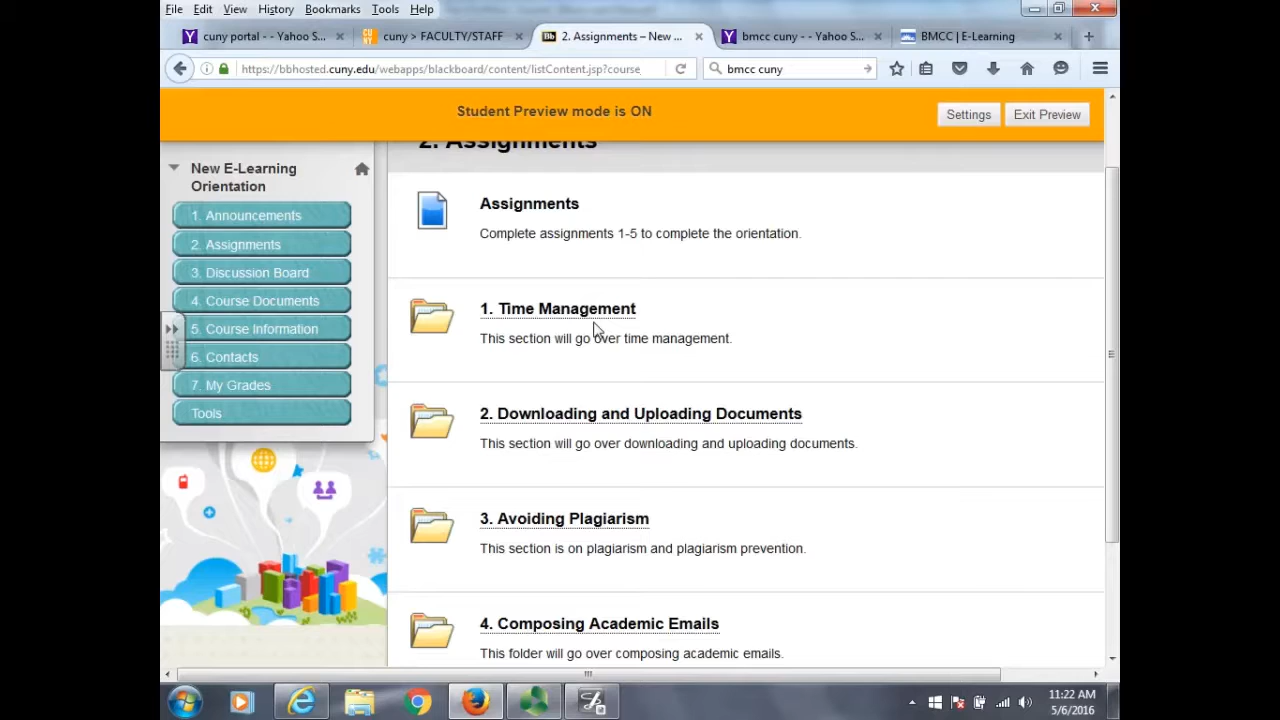 File Edit View History Bookmarks Tools Help
cuny portal - - Yahoo S...
cuny > FACULTY/STAFF
Bb 2. Assignments – New ...
bmcc cuny - - Yahoo S...
BMCC | E-Learning
https://bbhosted.cuny.edu/webapps/blackboard/content/listContent.jsp?course_
bmcc cuny
Student Preview mode is ON
Settings
Exit Preview
New E-Learning
Orientation
1. Announcements
2. Assignments
3. Discussion Board
4. Course Documents
5. Course Information
6. Contacts
7. My Grades
Tools
2. Assignments
Assignments
Complete assignments 1-5 to complete the orientation.
1. Time Management
This section will go over time management.
2. Downloading and Uploading Documents
This section will go over downloading and uploading documents.
3. Avoiding Plagiarism
This section is on plagiarism and plagiarism prevention.
4. Composing Academic Emails
This folder will go over composing academic emails.
11:22 AM
5/6/2016